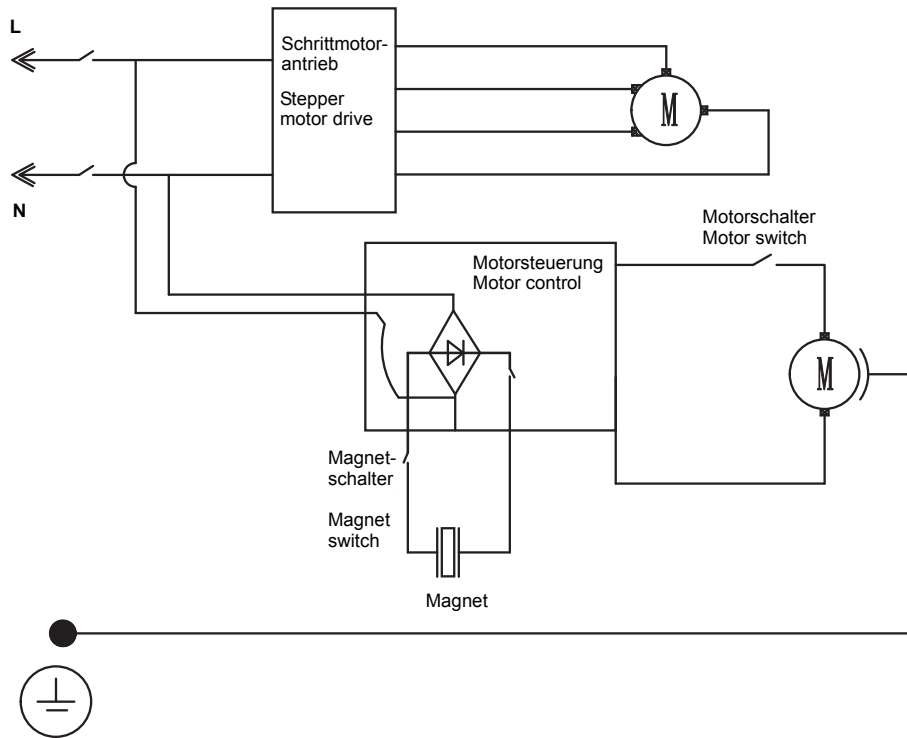 L
Schrittmotor-
antrieb
Stepper
motor drive
M
N
Motorschalter
Motor switch
Motorsteuerung
Motor control
M
Magnet-
schalter
Magnet
switch
Magnet